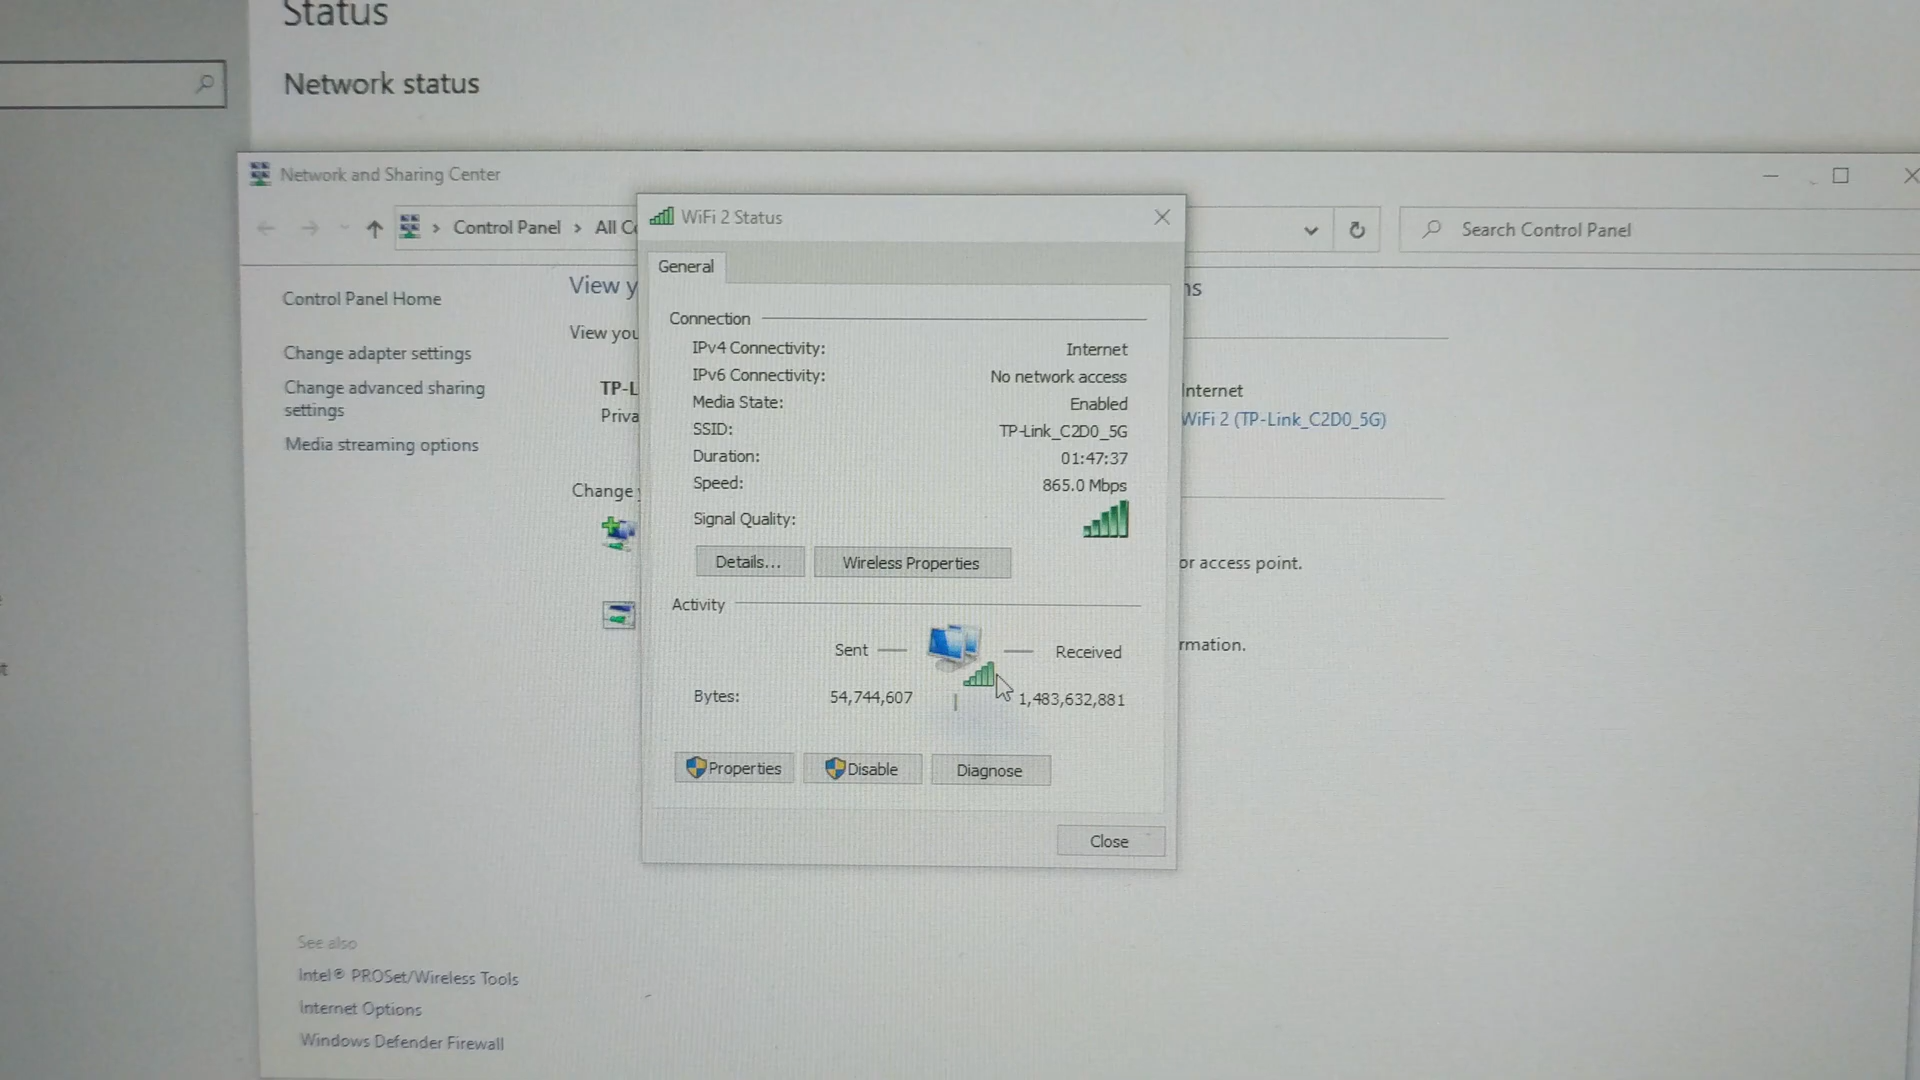 Status
Network status
Network and Sharing Center
Control Panel > All Co
Search Control Panel
WiFi 2 Status
General
Control Panel Home
Change adapter settings
Change advanced sharing
settings
Media streaming options
View y
ns
View you
TP-L
Priva
Internet
WiFi 2 (TP-Link_C2D0_5G)
Change y
or access point.
rmation.
Connection
IPv4 Connectivity: Internet
IPv6 Connectivity: No network access
Media State: Enabled
SSID: TP-Link_C2D0_5G
Duration: 01:47:37
Speed: 865.0 Mbps
Signal Quality:
Details... Wireless Properties
Activity
Sent Received
Bytes: 54,744,607 1,483,632,881
Properties Disable Diagnose
Close
See also
Intel® PROSet/Wireless Tools
Internet Options
Windows Defender Firewall